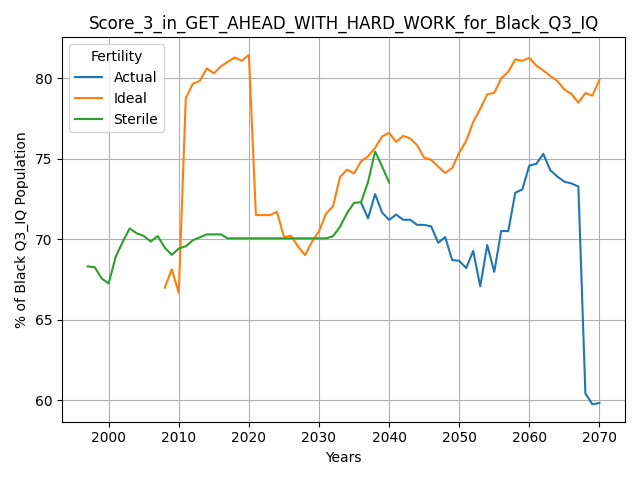 Score_3_in_GET_AHEAD_WITH_HARD_WORK_for_Black_Q3_IQ
% of Black Q3_IQ Population
80
75
70
65
60
Fertility
Actual
Ideal
Sterile
2000 2010 2020 2030 2040 2050 2060 2070
Years